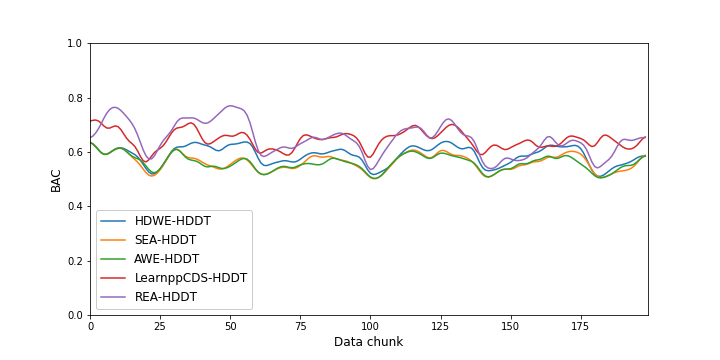 1.0
0.8
0.6
0.4
0.2
0.0
BAC
HDWE-HDDT
SEA-HDDT
AWE-HDDT
LearnppCDS-HDDT
REA-HDDT
0 25 50 75 100 125 150 175
Data chunk